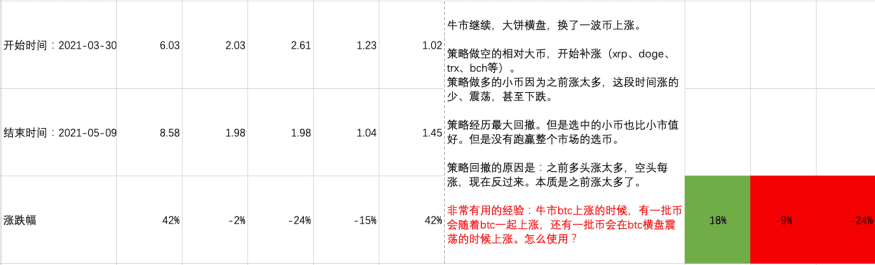 牛市继续，大饼横盘，换了一波币上涨。
开始时间：2021-03-30 6.03 2.03 2.61 1.23 1.02
策略做空的相对大币，开始补涨（xrp、doge、
trx、bch等）。
策略做多的小币因为之前涨太多，这段时间涨的
少、震荡，甚至下跌。
结束时间：2021-05-09 8.58 1.98 1.98 1.04 1.45
策略经历最大回撤。但是选中的小币也比小市值
好。但是没有跑赢整个市场的选币。
策略回撤的原因是：之前多头涨太多，空头每
涨，现在反过来。本质是之前涨太多了。
涨跌幅 42% -2% -24% -15% 42%
非常有用的经验：牛市btc上涨的时候，有一批币
会随着btc一起上涨，还有一批币会在btc横盘震
荡的时候上涨。怎么使用？
18% -9% -24%